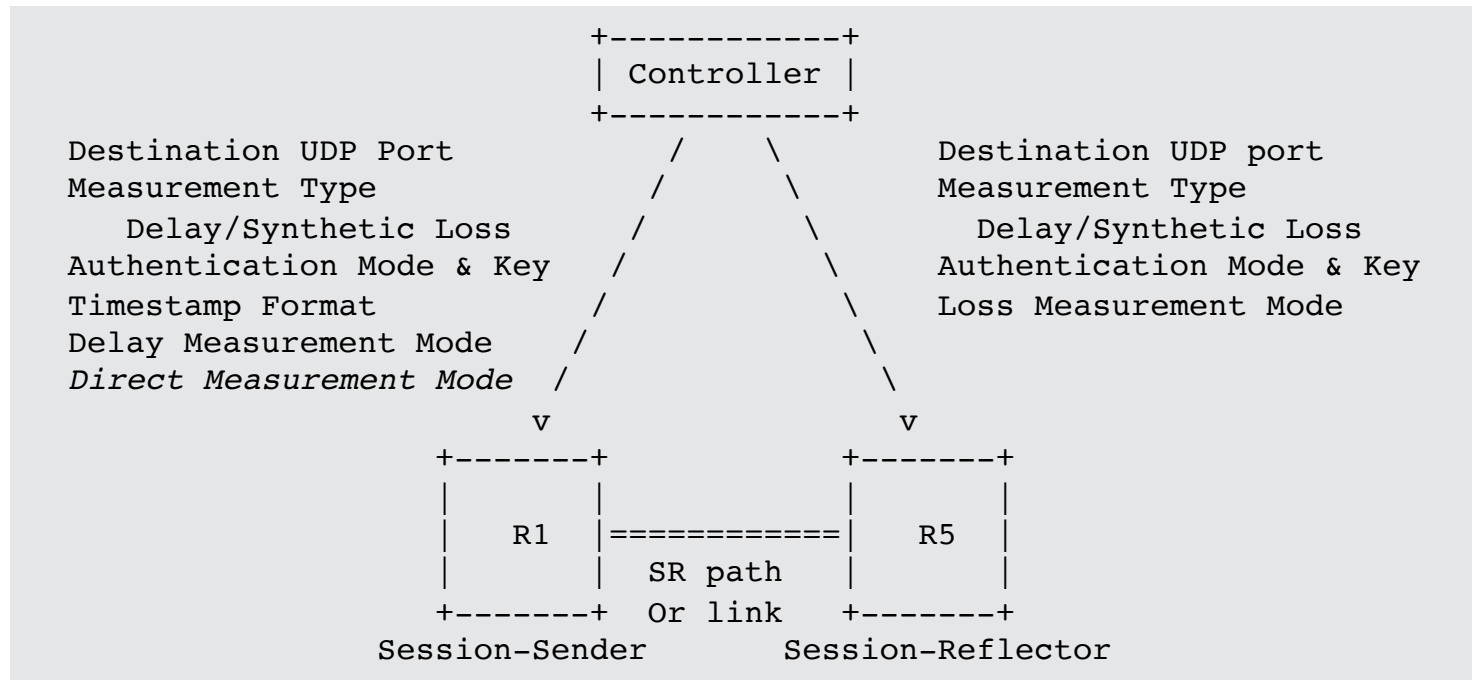 +------------+
| Controller |
+------------+
Destination UDP Port / \ Destination UDP port
Measurement Type / \ Measurement Type
Delay/Synthetic Loss / \ Delay/Synthetic Loss
Authentication Mode & Key / \ Authentication Mode & Key
Timestamp Format / \ Loss Measurement Mode
Delay Measurement Mode / \
Direct Measurement Mode / \
v v
+-------+ +-------+
| | | |
| R1 |============| R5 |
| | SR path | |
+-------+ Or link +-------+
Session-Sender Session-Reflector